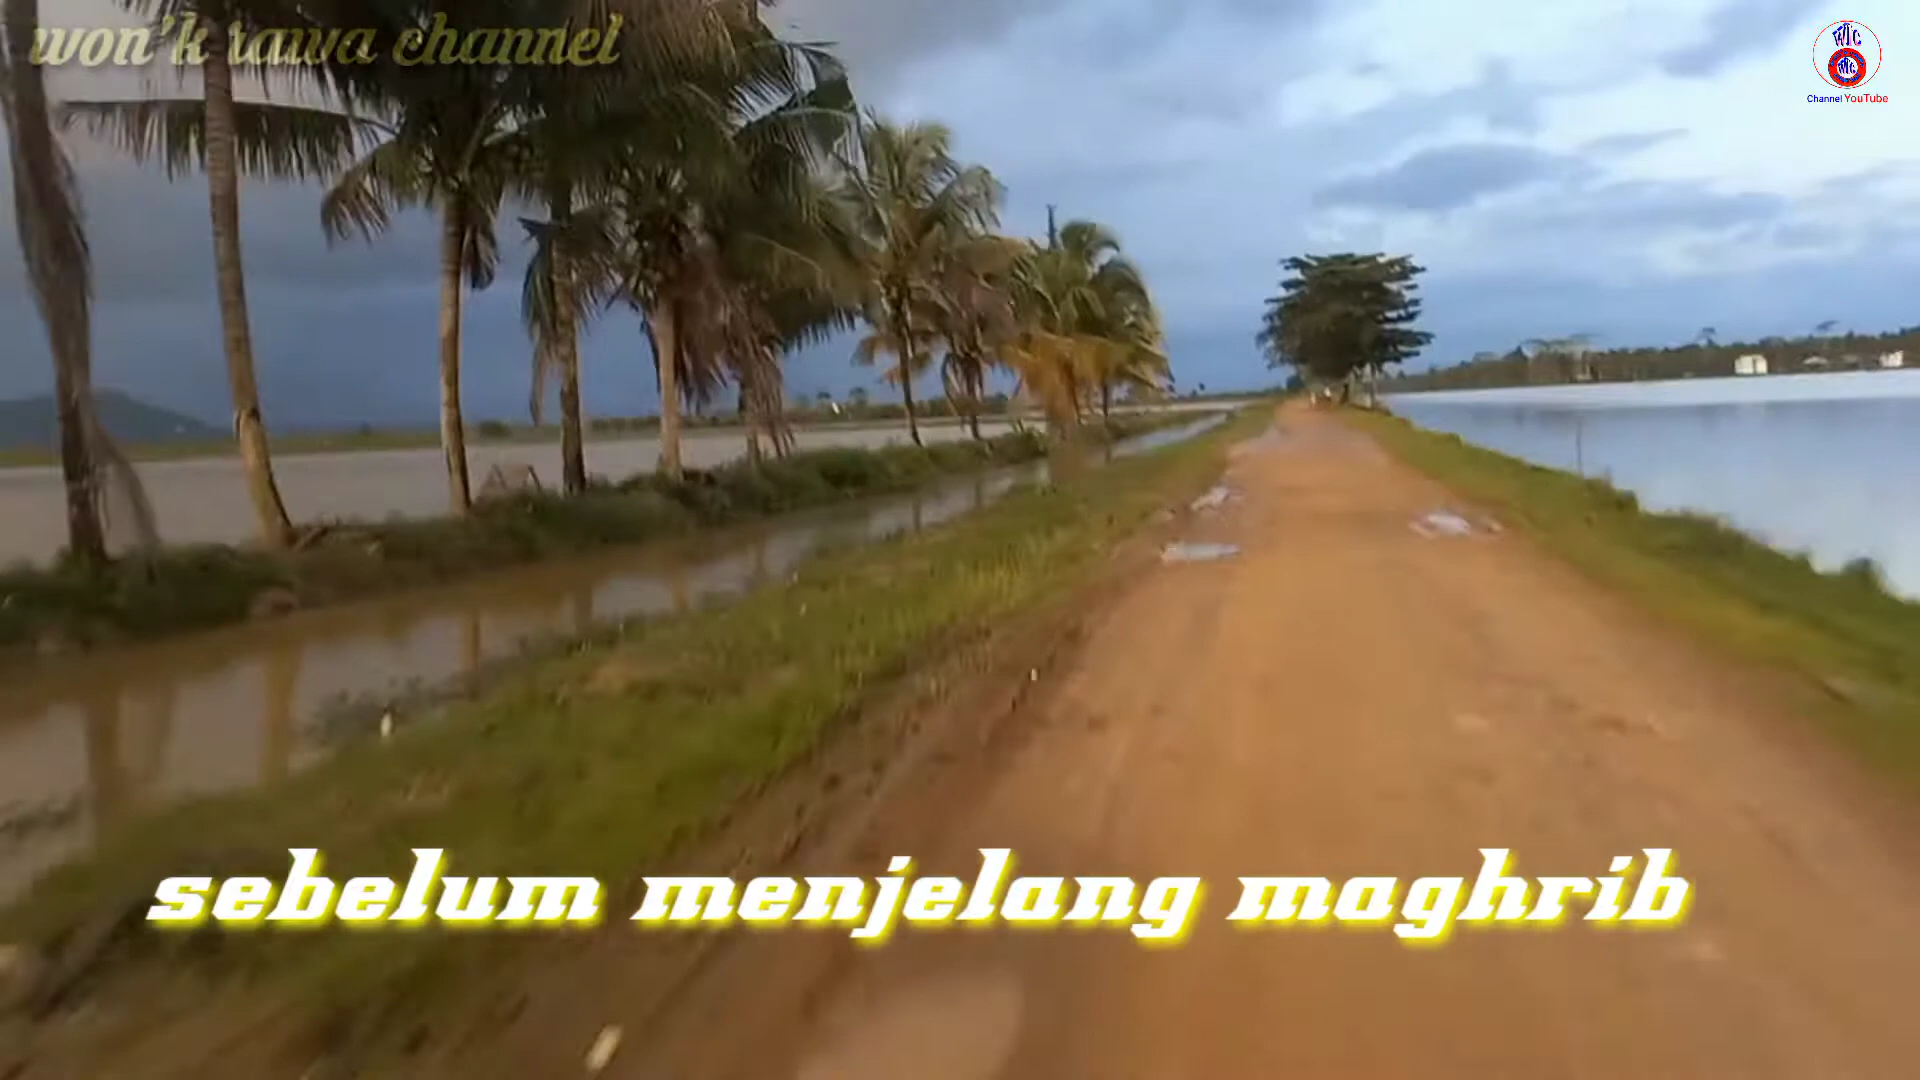 won'k rawa channel
Channel YouTube
sebelum menjelang maghrib